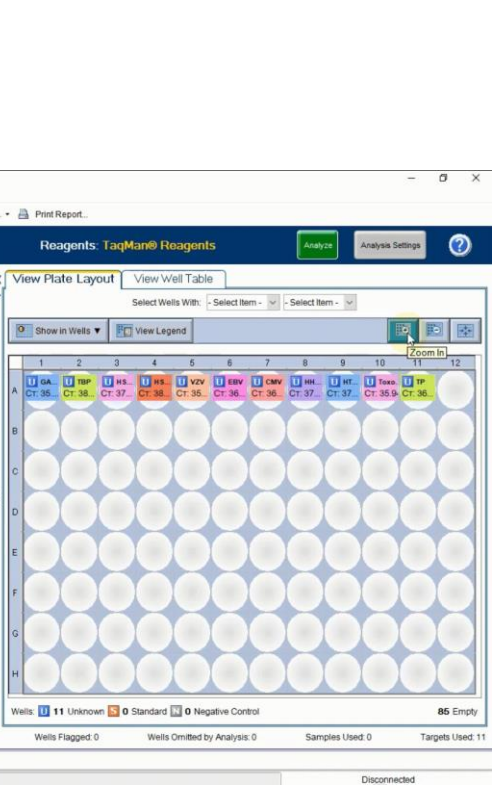 Print Report...
Reagents: TaqMan® Reagents
Analyze
Analysis Settings
View Plate Layout
View Well Table
Select Wells With: - Select Item - - Select Item -
Show in Wells ▼
View Legend
Zoom In
1 2 3 4 5 6 7 8 9 10 11 12
A
U GA... U TBP U HS... U HS... U VZV U EBV U CMV U HH... U HT... U Toxo. U TP
CT: 35... CT: 38... CT: 37... CT: 38... CT: 35... CT: 36... CT: 36... CT: 37... CT: 37... CT: 35.9 CT: 36...
B
C
D
E
F
G
H
Wells: U 11 Unknown S 0 Standard N 0 Negative Control 85 Empty
Wells Flagged: 0 Wells Omitted by Analysis: 0 Samples Used: 0 Targets Used: 11
Disconnected